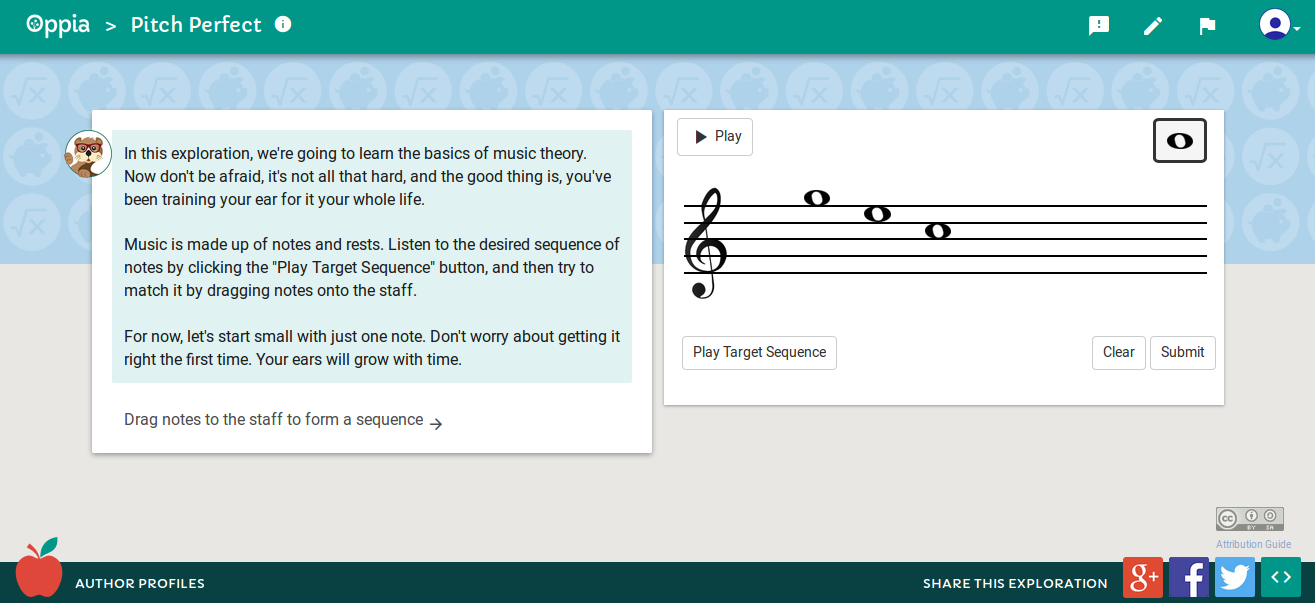 Oppia > Pitch Perfect
In this exploration, we're going to learn the basics of music theory.
Now don't be afraid, it's not all that hard, and the good thing is, you've
been training your ear for it your whole life.
Music is made up of notes and rests. Listen to the desired sequence of
notes by clicking the "Play Target Sequence" button, and then try to
match it by dragging notes onto the staff.
For now, let's start small with just one note. Don't worry about getting it
right the first time. Your ears will grow with time.
Drag notes to the staff to form a sequence →
Play
Play Target Sequence
Clear
Submit
CC BY SA
Attribution Guide
AUTHOR PROFILES
SHARE THIS EXPLORATION
g+ f <>